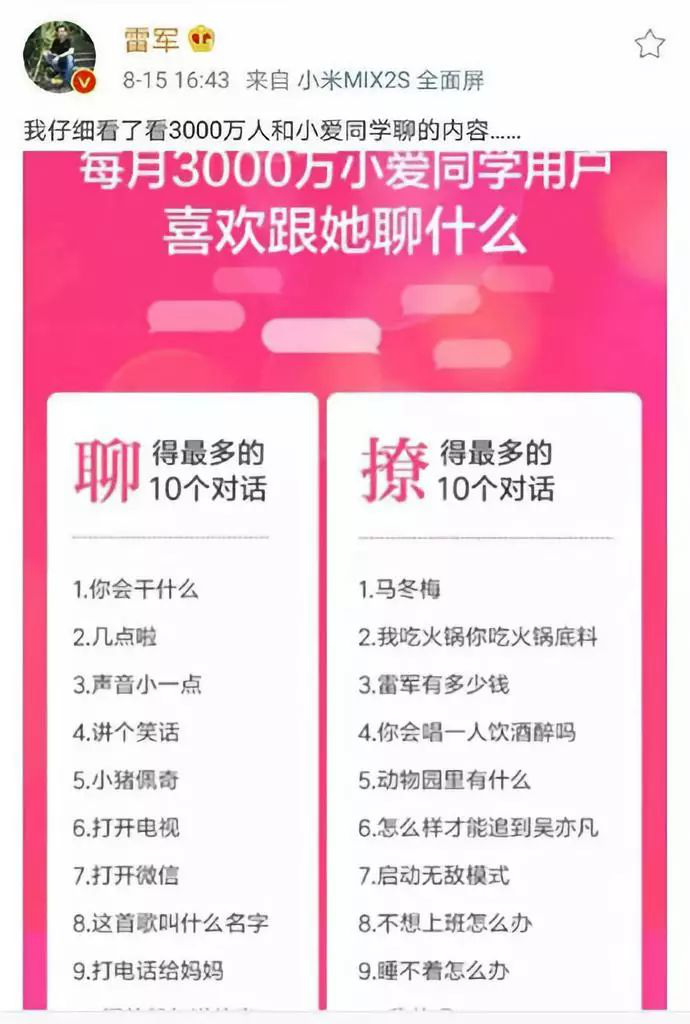 雷军
8-15 16:43 来自 小米MIX2S 全面屏
我仔细看了看3000万人和小爱同学聊的内容......
每月3000万小爱同学用户
喜欢跟她聊什么
聊得最多的
10个对话
1.你会干什么
2.几点啦
3.声音小一点
4.讲个笑话
5.小猪佩奇
6.打开电视
7.打开微信
8.这首歌叫什么名字
9.打电话给妈妈
撩得最多的
10个对话
1.马冬梅
2.我吃火锅你吃火锅底料
3.雷军有多少钱
4.你会唱一人饮酒醉吗
5.动物园里有什么
6.怎么样才能追到吴亦凡
7.启动无敌模式
8.不想上班怎么办
9.睡不着怎么办